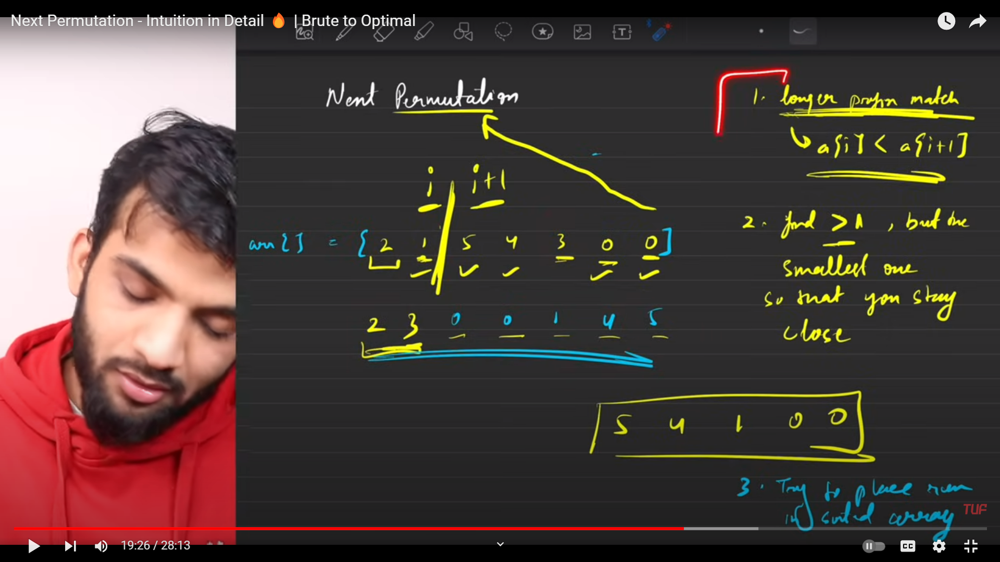 Next Permutation - Intuition in Detail 🔥 | Brute to Optimal
Next Permutation
1. longer prefix match
a[i] < a[i+1]
i i+1
arr[] = [2 1 5 4 3 0 0]
2. find > 1, but the
smallest one
so that you stay
close
2 3 0 0 1 4 5
5 4 1 0 0
3. Try to place rem
in sorted array
TUF
19:26 / 28:13
CC